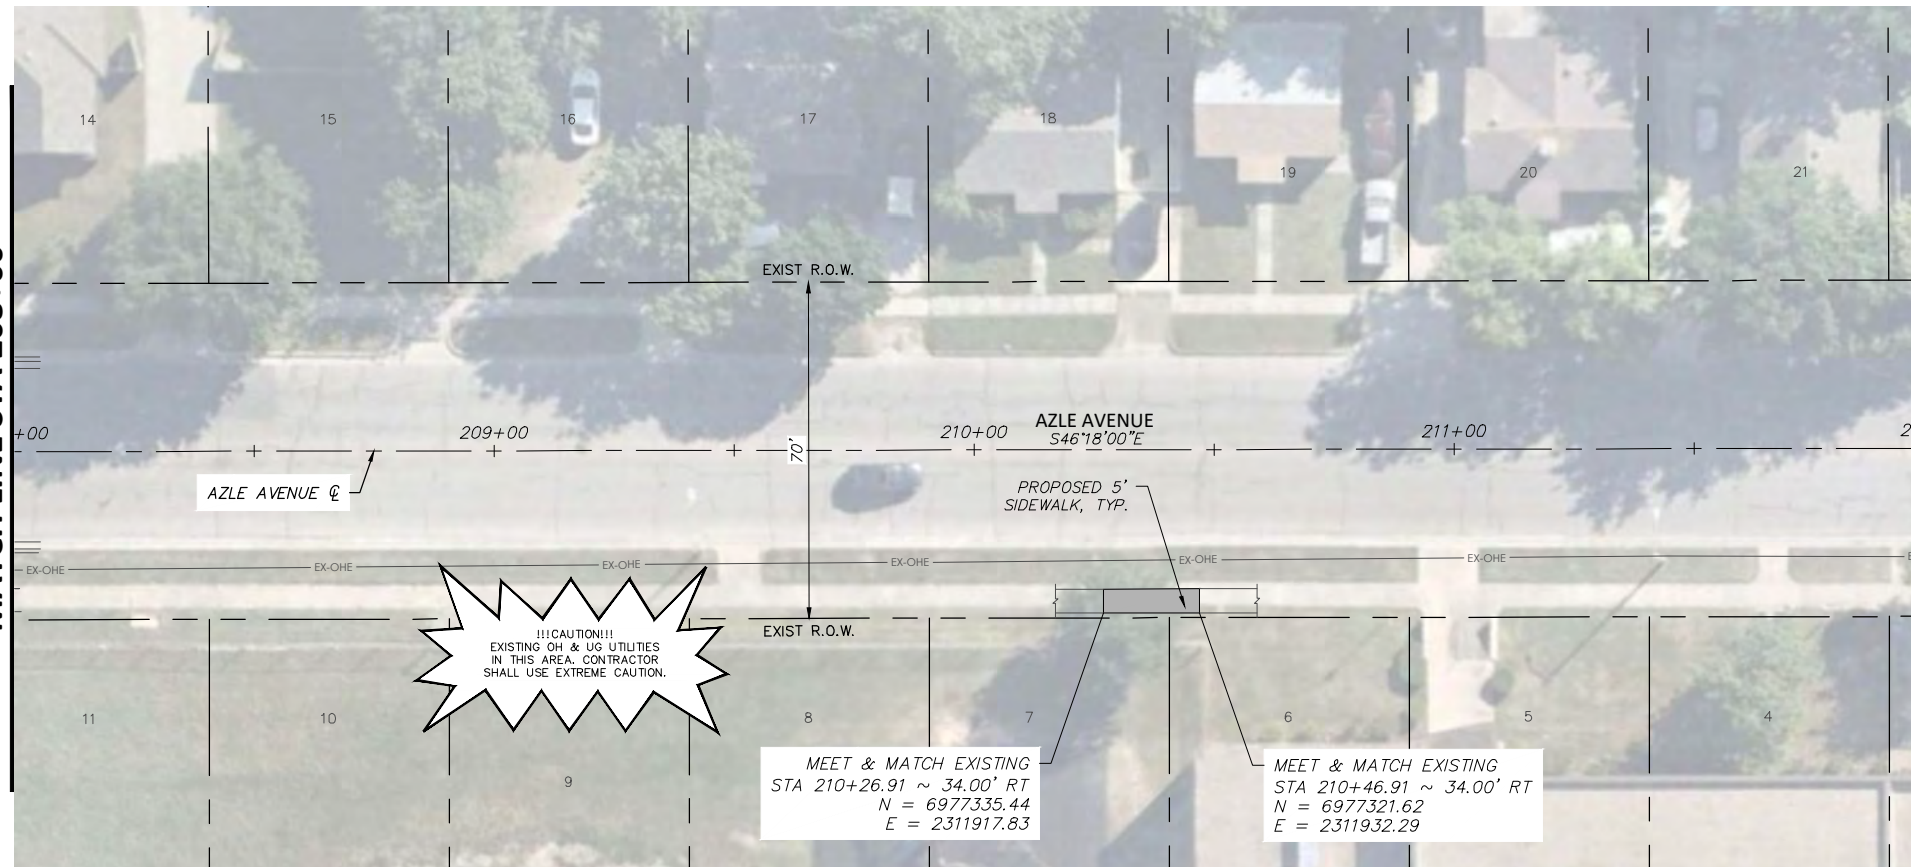 14
15
16
17
18
19
20
21
EXIST R.O.W.
+00
209+00
210+00
AZLE AVENUE
S46°18'00"E
211+00
2
70'
AZLE AVENUE ℄
PROPOSED 5'
SIDEWALK, TYP.
EX-OHE
EX-OHE
EX-OHE
EX-OHE
EX-OHE
EX-OHE
EXIST R.O.W.
!!!CAUTION!!!
EXISTING OH & UG UTILITIES
IN THIS AREA. CONTRACTOR
SHALL USE EXTREME CAUTION.
11
10
9
8
7
6
5
4
MEET & MATCH EXISTING
STA 210+26.91 ~ 34.00' RT
N = 6977335.44
E = 2311917.83
MEET & MATCH EXISTING
STA 210+46.91 ~ 34.00' RT
N = 6977321.62
E = 2311932.29